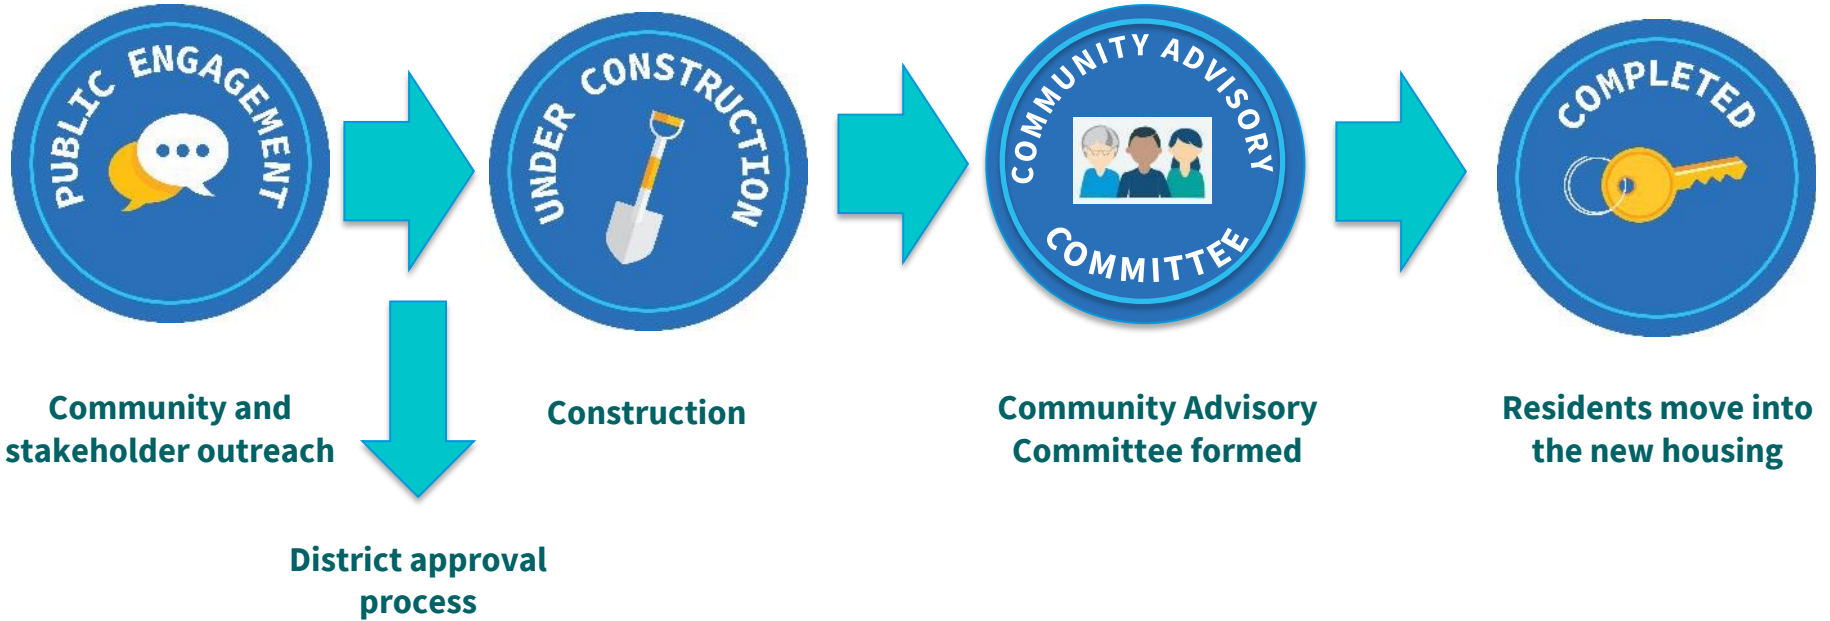 PUBLIC ENGAGEMENT
UNDER CONSTRUCTION
COMMUNITY ADVISORY
COMMITTEE
COMPLETED
Community and
stakeholder outreach
Construction
Community Advisory
Committee formed
Residents move into
the new housing
District approval
process